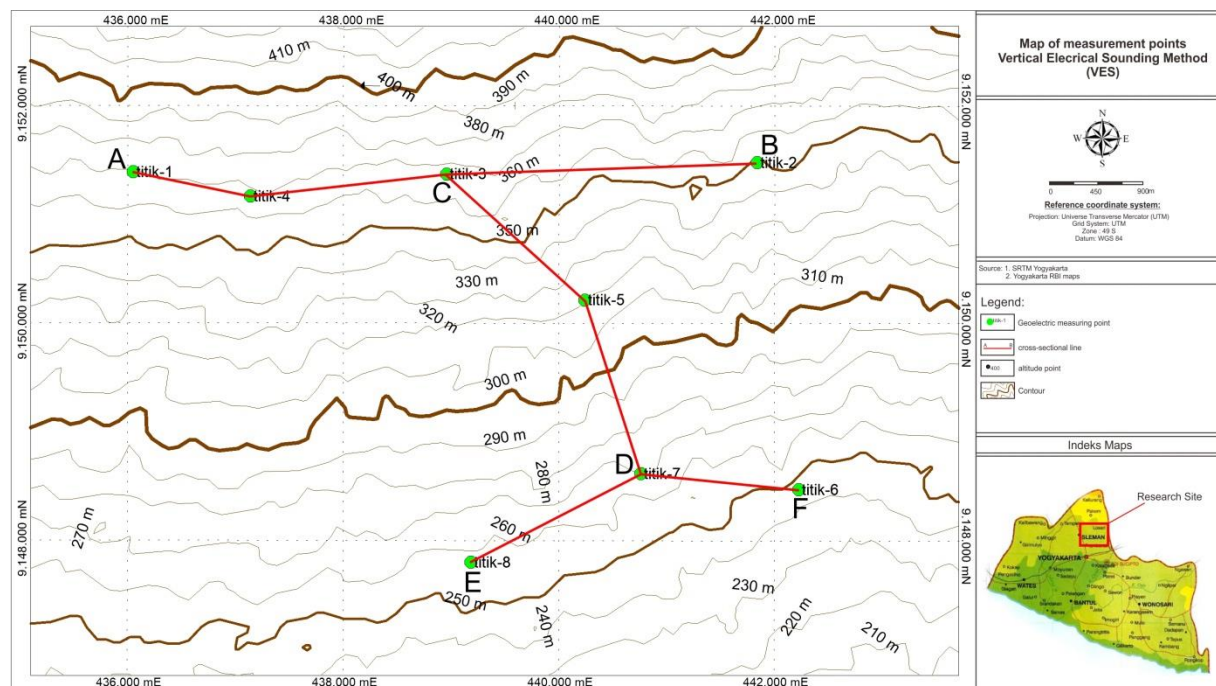 436.000 mE
438.000 mE
440.000 mE
442.000 mE
410 m
400 m
390 m
380 m
9.152.000 mN
9.152.000 mN
A
titik-1
titik-4
titik-3
C
360 m
B
titik-2
350 m
330 m
320 m
310 m
titik-5
9.150.000 mN
9.150.000 mN
300 m
290 m
280 m
D
titik-7
titik-6
F
270 m
260 m
9.148.000 mN
9.148.000 mN
titik-8
E
250 m
240 m
230 m
220 m
210 m
436.000 mE
438.000 mE
440.000 mE
442.000 mE
Map of measurement points
Vertical Elecrical Sounding Method
(VES)
N
W
E
S
0 450 900m
Reference coordinate system:
Projection: Universe Transverse Mercator (UTM)
Grid System: UTM
Zone : 49 S
Datum: WGS 84
Source: 1. SRTM Yogyakarta
2. Yogyakarta RBI maps
Legend:
Geoelectric measuring point
A B
cross-sectional line
altitude point
Contour
Indeks Maps
Research Site
SLEMAN
YOGYAKARTA
WATES
BANTUL
WONOSARI